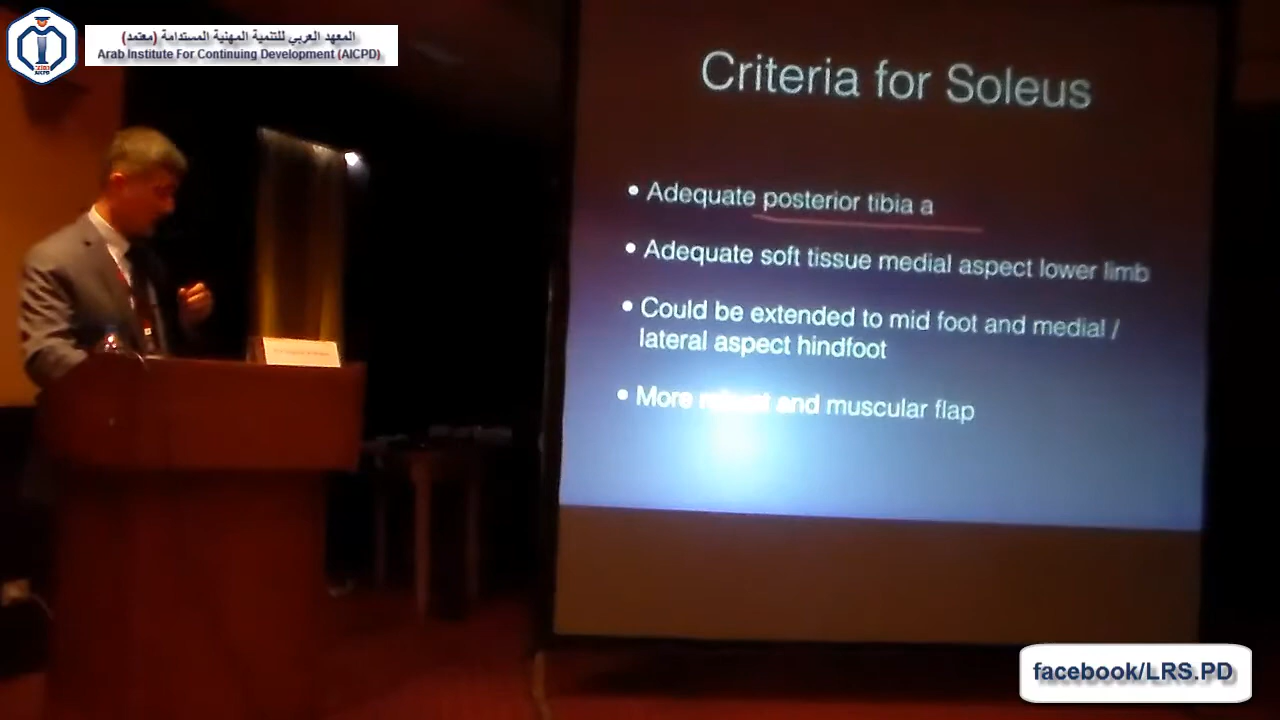 المعهد العربي للتنمية المهنية المستدامة (معتمد)
Arab Institute For Continuing Development (AICPD)
AICPD
Criteria for Soleus
• Adequate posterior tibia a
• Adequate soft tissue medial aspect lower limb
• Could be extended to mid foot and medial /
lateral aspect hindfoot
• More robust and muscular flap
facebook/LRS.PD